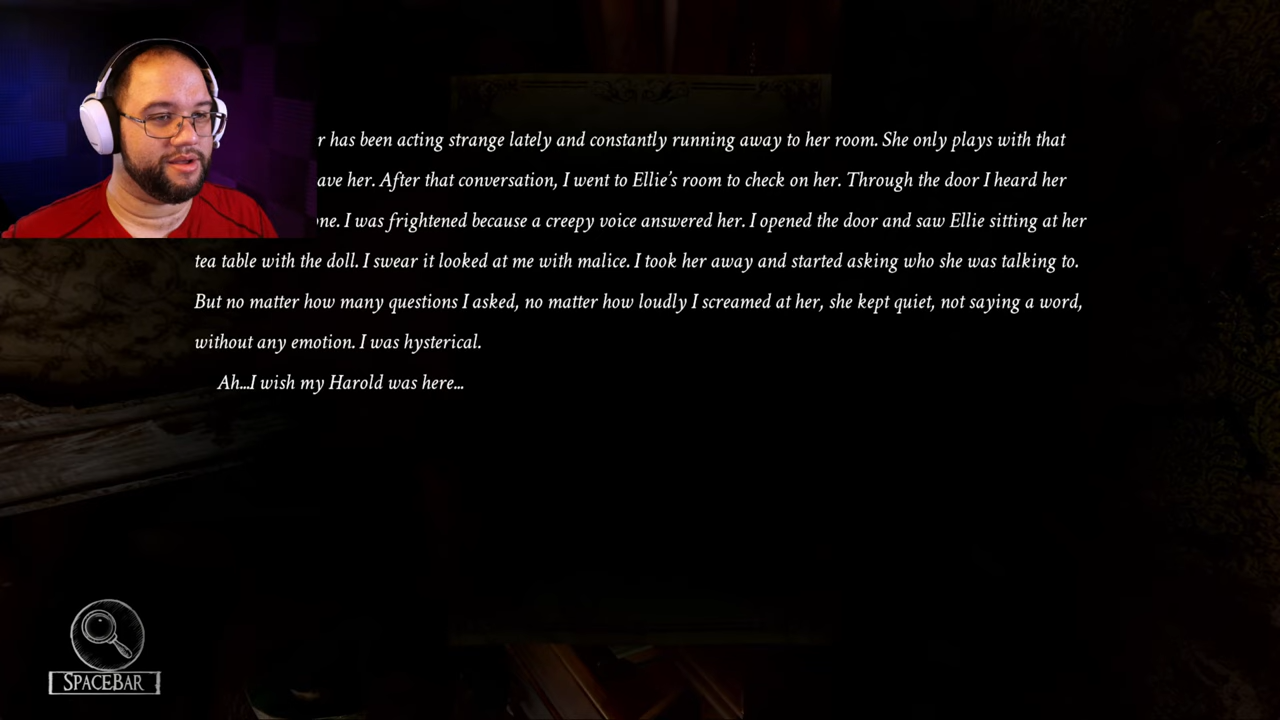 has been acting strange lately and constantly running away to her room. She only plays with that
her. After that conversation, I went to Ellie's room to check on her. Through the door I heard her
I was frightened because a creepy voice answered her. I opened the door and saw Ellie sitting at her
tea table with the doll. I swear it looked at me with malice. I took her away and started asking who she was talking to.
But no matter how many questions I asked, no matter how loudly I screamed at her, she kept quiet, not saying a word,
without any emotion. I was hysterical.
Ah...I wish my Harold was here...
SPACEBAR